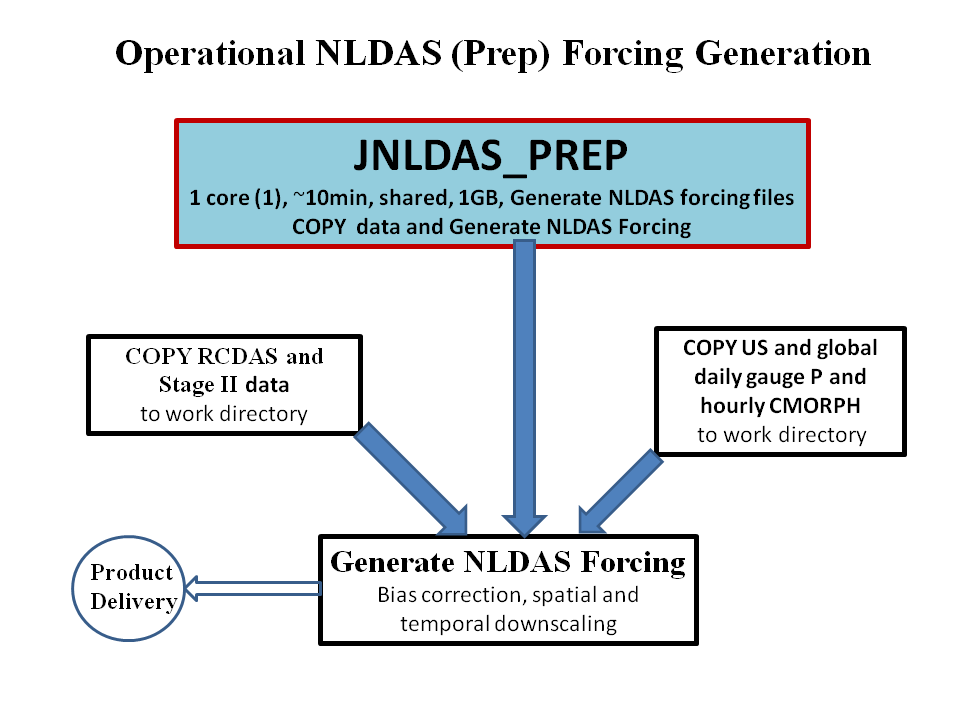 Operational NLDAS (Prep) Forcing Generation
JNLDAS_PREP
1 core (1), ~10min, shared, 1GB, Generate NLDAS forcing files
COPY data and Generate NLDAS Forcing
COPY RCDAS and
Stage II data
to work directory
COPY US and global
daily gauge P and
hourly CMORPH
to work directory
Generate NLDAS Forcing
Bias correction, spatial and
temporal downscaling
Product
Delivery